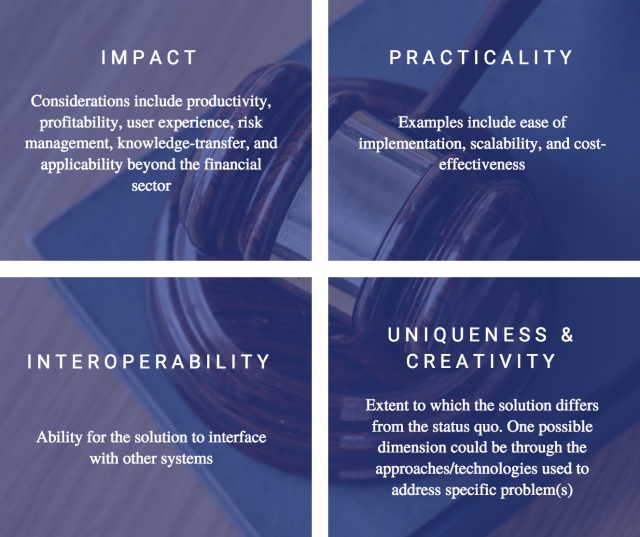 IMPACT
Considerations include productivity,
profitability, user experience, risk
management, knowledge-transfer, and
applicability beyond the financial
sector
PRACTICALITY
Examples include ease of
implementation, scalability, and cost-
effectiveness
INTEROPERABILITY
Ability for the solution to interface
with other systems
UNIQUENESS &
CREATIVITY
Extent to which the solution differs
from the status quo. One possible
dimension could be through the
approaches/technologies used to
address specific problem(s)